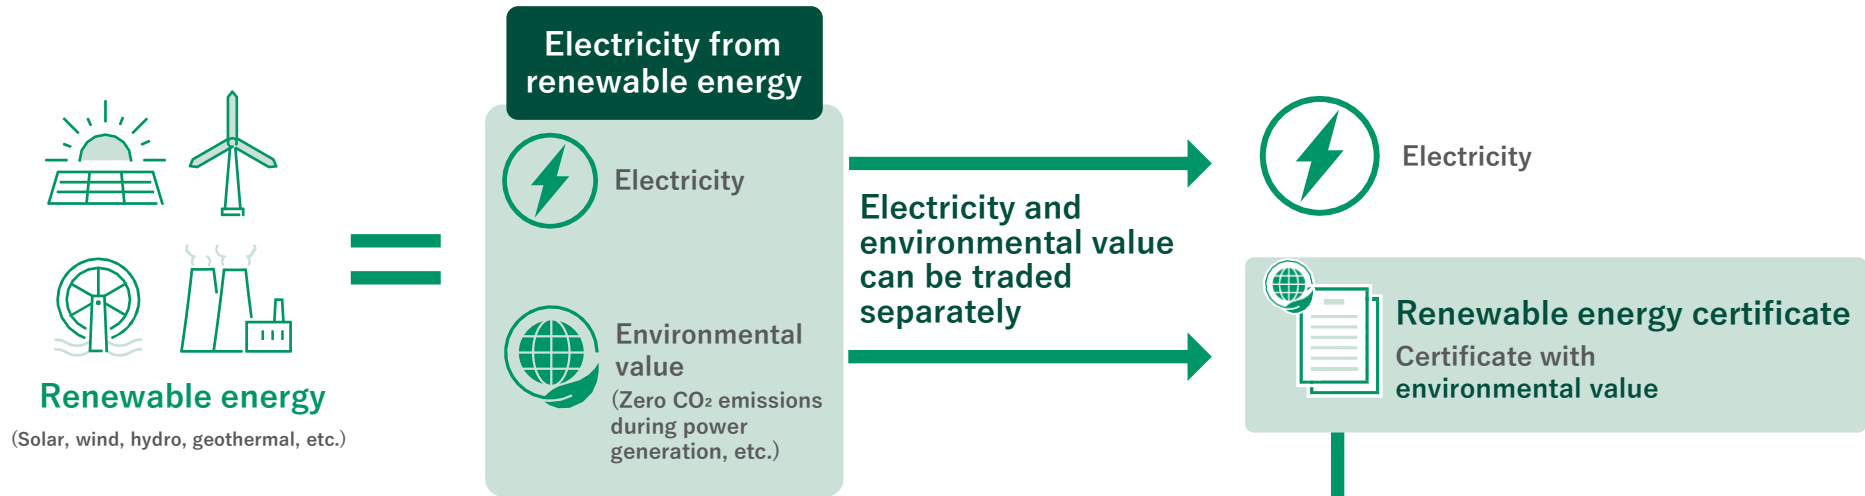 Renewable energy
(Solar, wind, hydro, geothermal, etc.)
Electricity from
renewable energy
Electricity
Environmental
value
(Zero CO₂ emissions
during power
generation, etc.)
Electricity and
environmental value
can be traded
separately
Electricity
Renewable energy certificate
Certificate with
environmental value